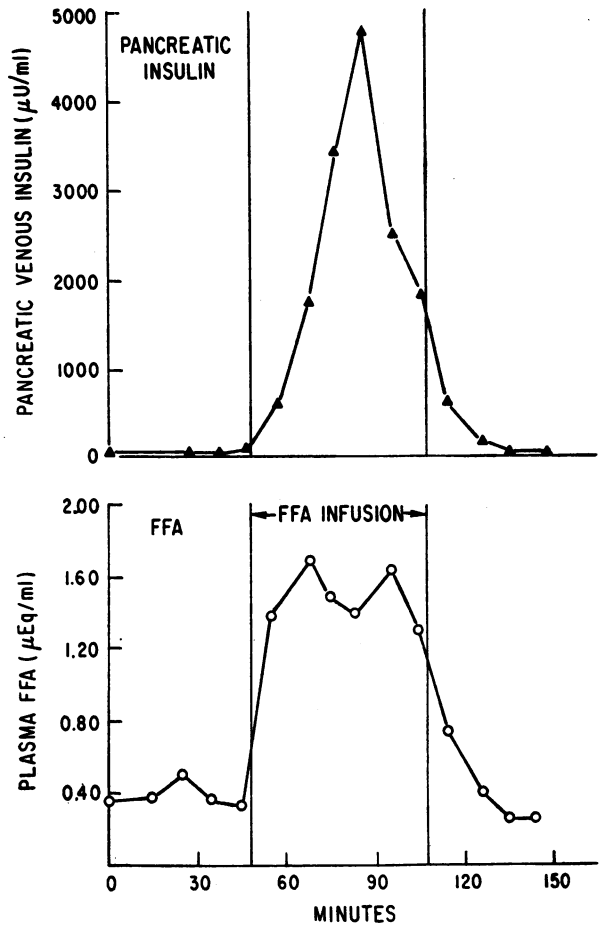 PANCREATIC
INSULIN
PANCREATIC VENOUS INSULIN (μU/ml)
5000
4000
3000
2000
1000
0
FFA
FFA INFUSION
PLASMA FFA (μEq/ml)
2.00
1.60
1.20
0.80
0.40
0 30 60 90 120 150
MINUTES